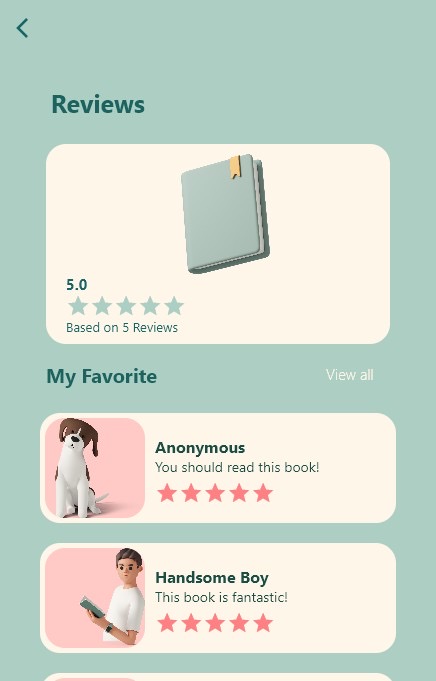 Reviews
5.0
Based on 5 Reviews
My Favorite
View all
Anonymous
You should read this book!
Handsome Boy
This book is fantastic!